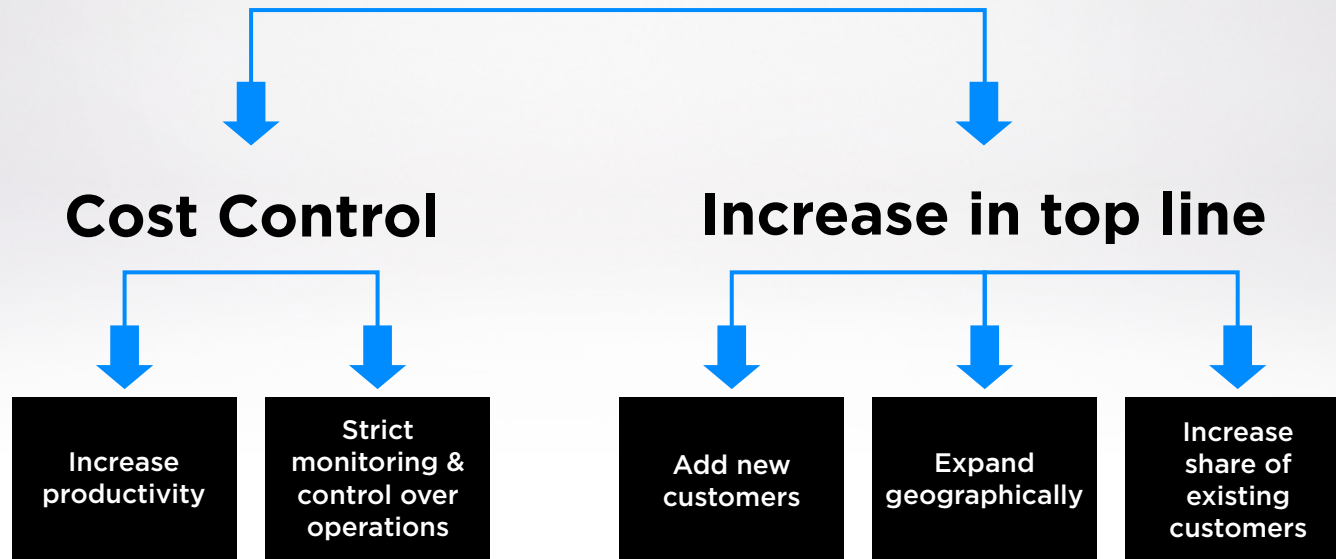 Cost Control
Increase in top line
Increase
productivity
Strict
monitoring &
control over
operations
Add new
customers
Expand
geographically
Increase
share of
existing
customers